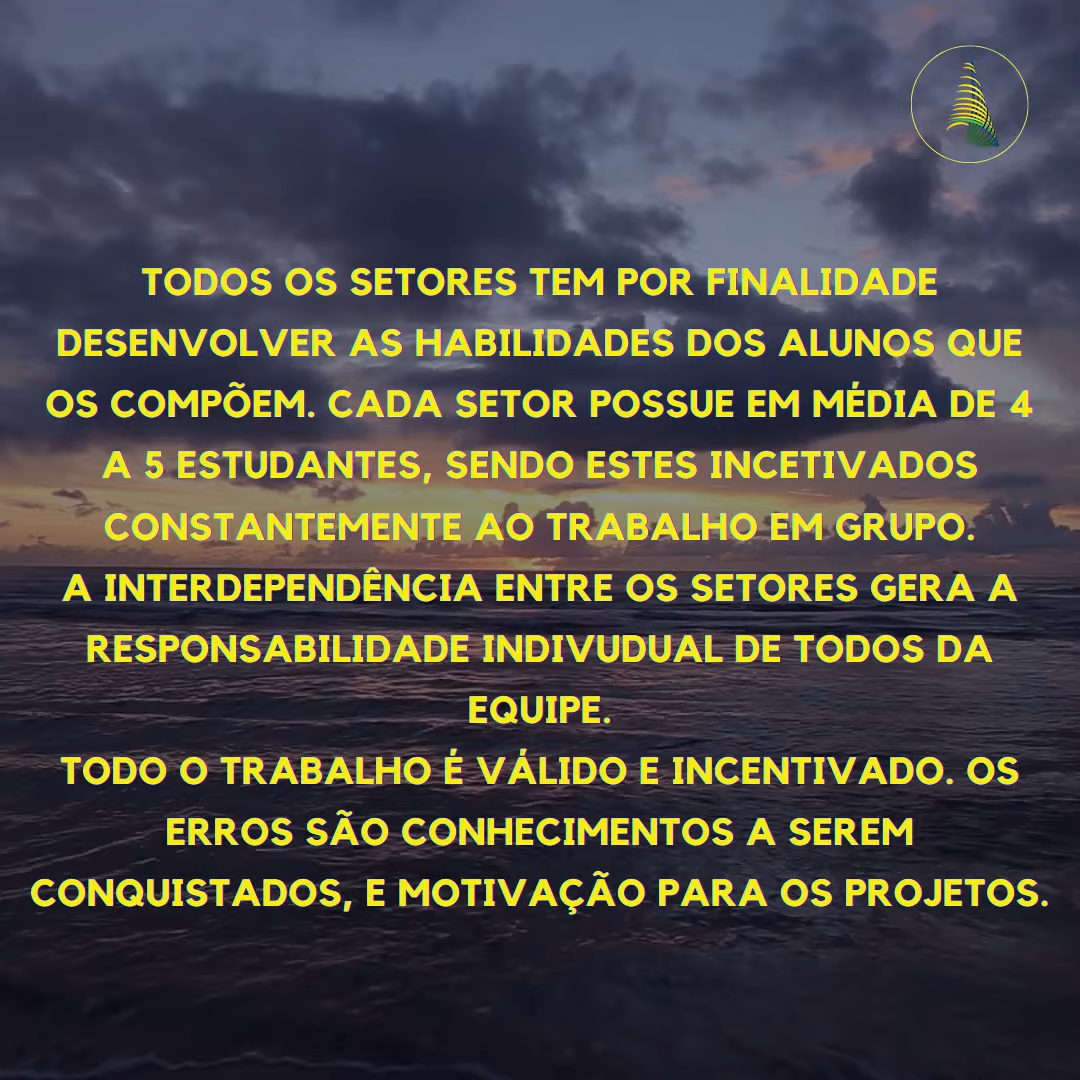 TODOS OS SETORES TEM POR FINALIDADE
DESENVOLVER AS HABILIDADES DOS ALUNOS QUE
OS COMPÕEM. CADA SETOR POSSUE EM MÉDIA DE 4
A 5 ESTUDANTES, SENDO ESTES INCETIVADOS
CONSTANTEMENTE AO TRABALHO EM GRUPO.
A INTERDEPENDÊNCIA ENTRE OS SETORES GERA A
RESPONSABILIDADE INDIVUDUAL DE TODOS DA
EQUIPE.
TODO O TRABALHO É VÁLIDO E INCENTIVADO. OS
ERROS SÃO CONHECIMENTOS A SEREM
CONQUISTADOS, E MOTIVAÇÃO PARA OS PROJETOS.